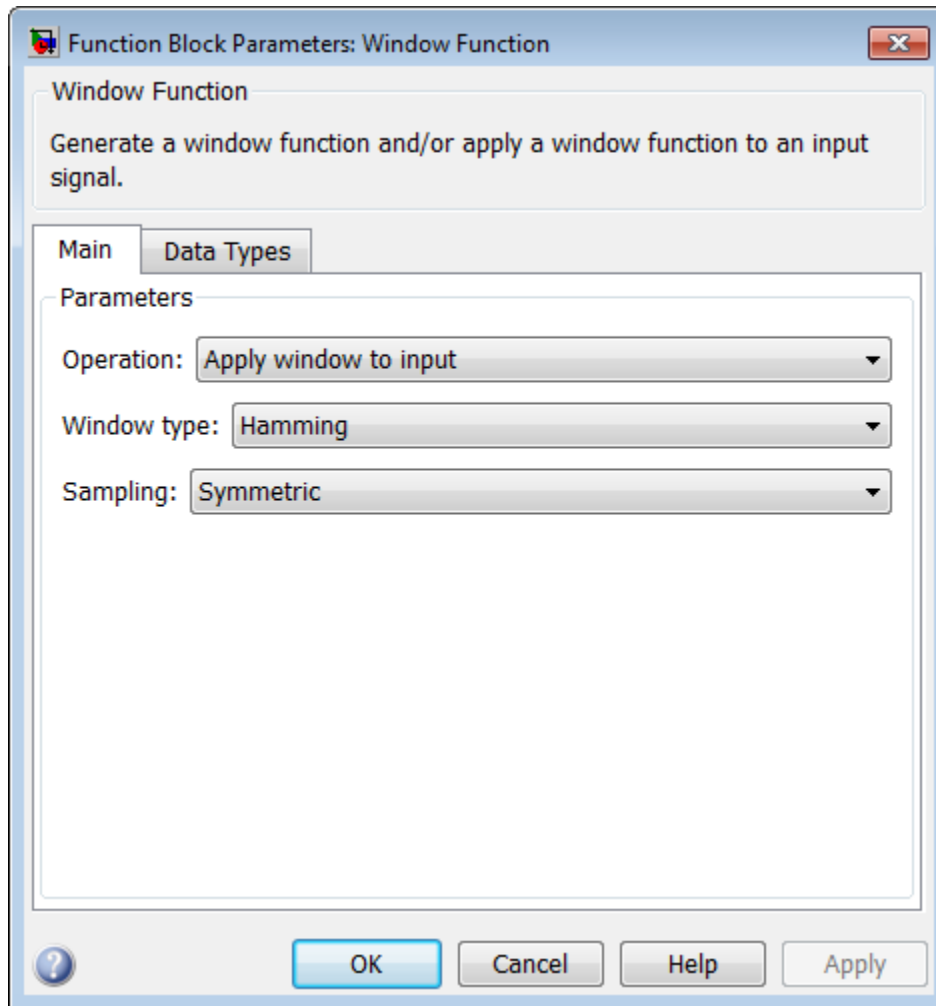 Function Block Parameters: Window Function
Window Function
Generate a window function and/or apply a window function to an input
signal.
Main Data Types
Parameters
Operation: Apply window to input
Window type: Hamming
Sampling: Symmetric
? OK Cancel Help Apply